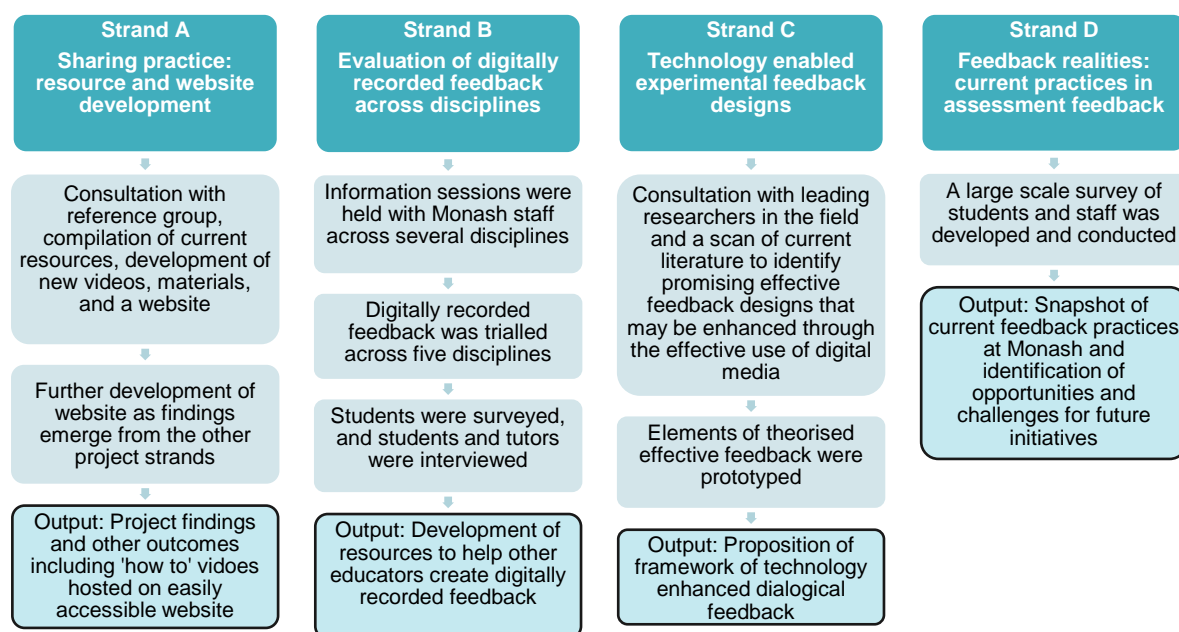 Strand A
Sharing practice:
resource and website
development
Consultation with
reference group,
compilation of current
resources, development of
new videos, materials,
and a website
Further development of
website as findings
emerge from the other
project strands
Output: Project findings
and other outcomes
including 'how to' vidoes
hosted on easily
accessible website
Strand B
Evaluation of digitally
recorded feedback
across disciplines
Information sessions were
held with Monash staff
across several disciplines
Digitally recorded
feedback was trialled
across five disciplines
Students were surveyed,
and students and tutors
were interviewed
Output: Development of
resources to help other
educators create digitally
recorded feedback
Strand C
Technology enabled
experimental feedback
designs
Consultation with leading
researchers in the field
and a scan of current
literature to identify
promising effective
feedback designs that
may be enhanced through
the effective use of digital
media
Elements of theorised
effective feedback were
prototyped
Output: Proposition of
framework of technology
enhanced dialogical
feedback
Strand D
Feedback realities:
current practices in
assessment feedback
A large scale survey of
students and staff was
developed and conducted
Output: Snapshot of
current feedback practices
at Monash and
identification of
opportunities and
challenges for future
initiatives